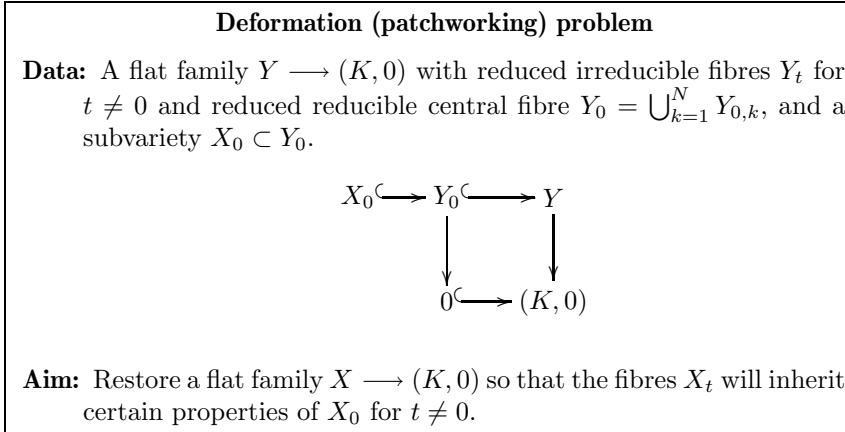 Deformation (patchworking) problem
Data: A flat family Y ⟶ (K, 0) with reduced irreducible fibres Y_t for
t ≠ 0 and reduced reducible central fibre Y_0 = ⋃_{k=1}^N Y_{0,k}, and a
subvariety X_0 ⊂ Y_0.
X_0 Y_0 Y
0 (K, 0)
Aim: Restore a flat family X ⟶ (K, 0) so that the fibres X_t will inherit
certain properties of X_0 for t ≠ 0.